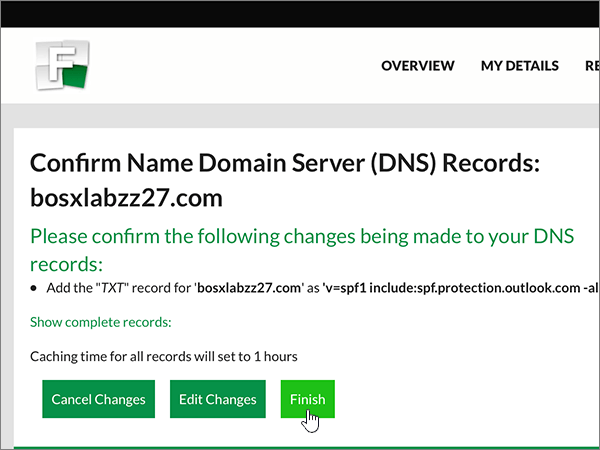 F
OVERVIEW MY DETAILS RE
Confirm Name Domain Server (DNS) Records:
bosxlabzz27.com
Please confirm the following changes being made to your DNS
records:
Add the "TXT" record for 'bosxlabzz27.com' as 'v=spf1 include:spf.protection.outlook.com -al
Show complete records:
Caching time for all records will set to 1 hours
Cancel Changes Edit Changes Finish